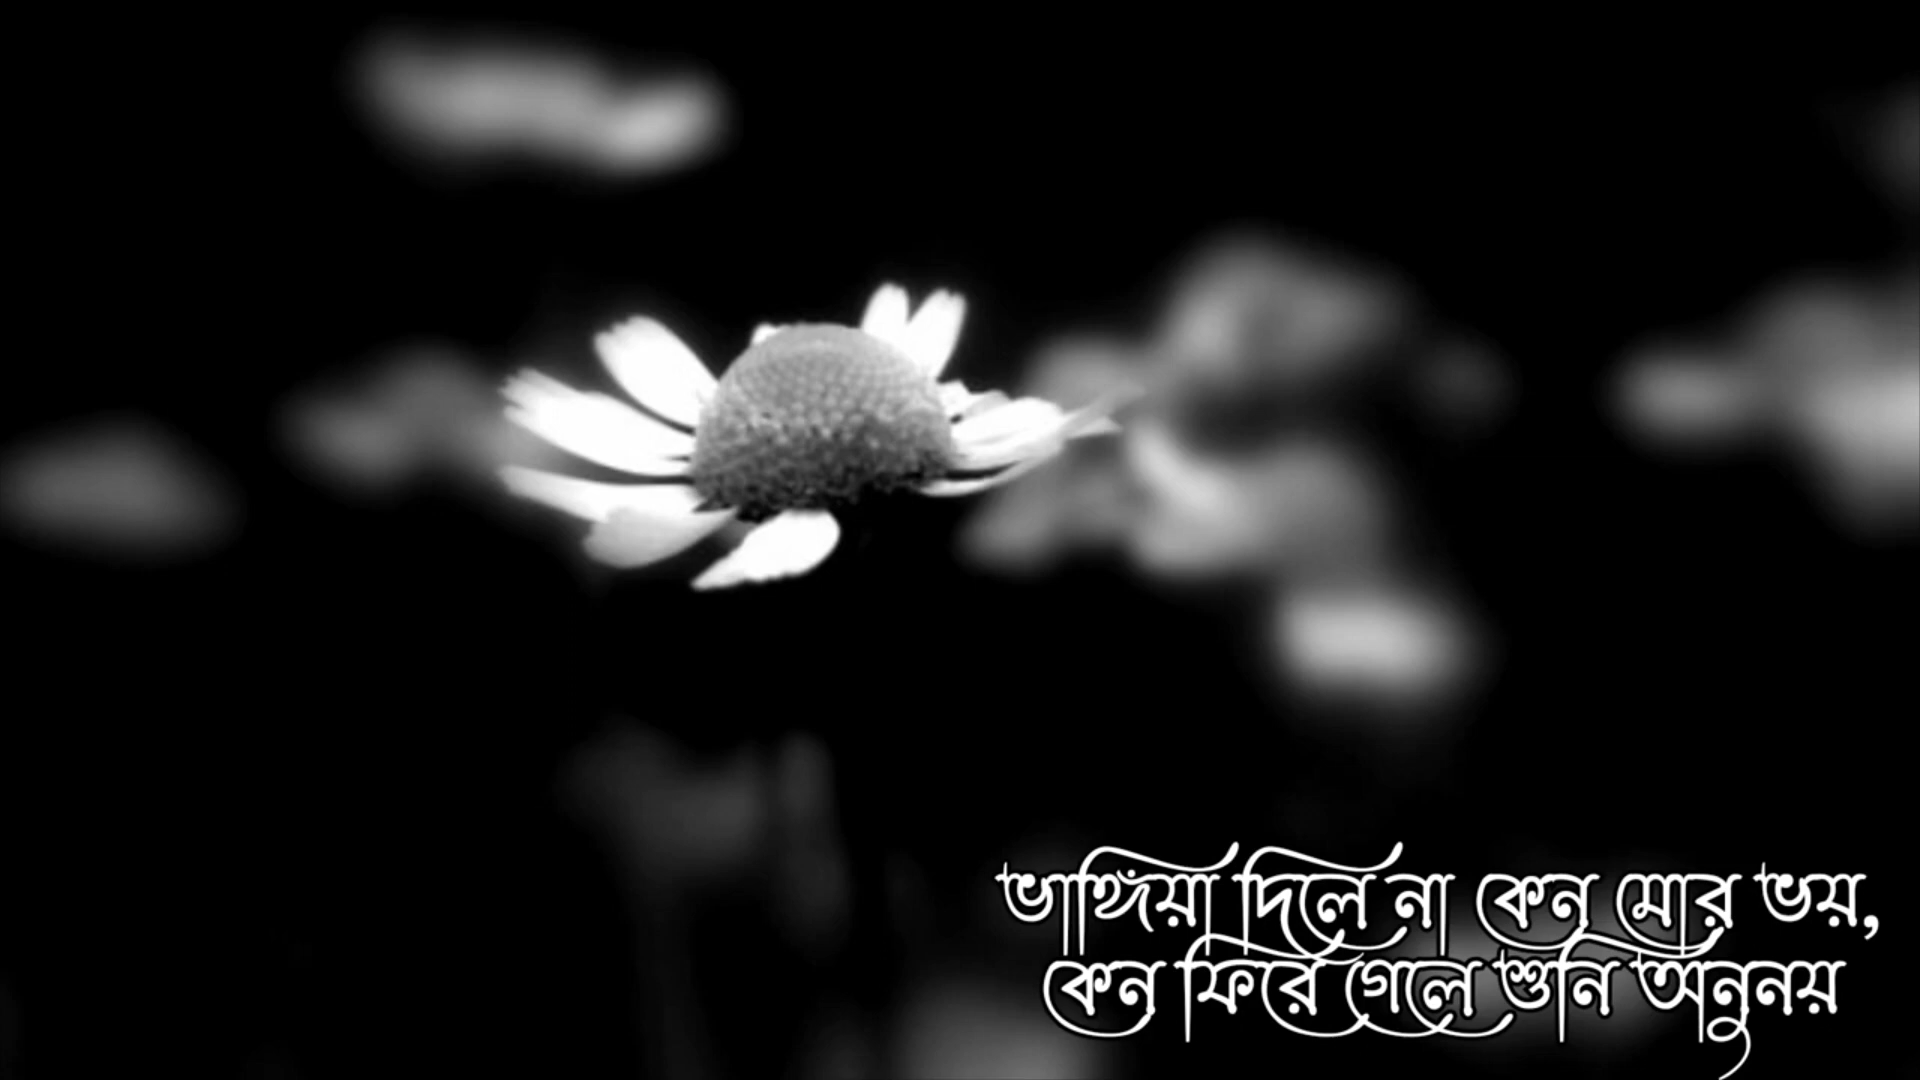 ভাঙ্গিয়া দিলে না কেন মোর ভয়,
কেন ফিরে গেলে শুনি অনুনয়